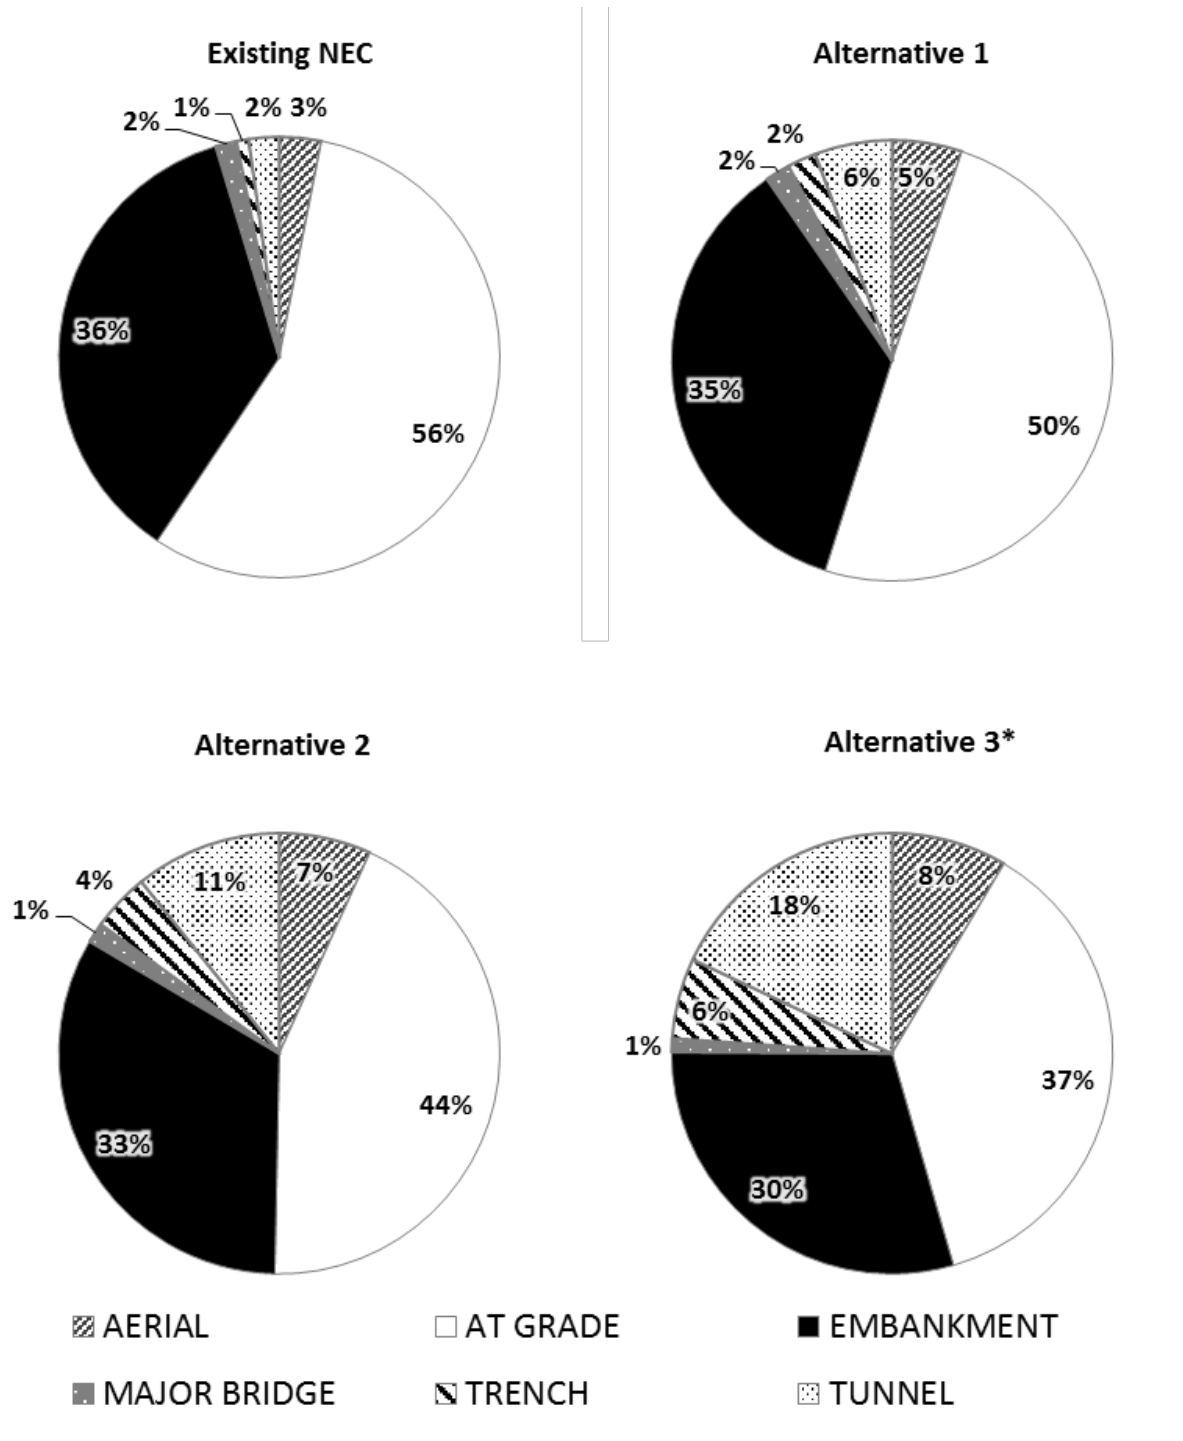 Existing NEC
2% 1% 2% 3%
36%
56%
Alternative 1
2%
2%
6% 5%
35%
50%
Alternative 2
4%
1%
11% 7%
33%
44%
Alternative 3*
18%
8%
6%
1%
37%
30%
AERIAL AT GRADE EMBANKMENT
MAJOR BRIDGE TRENCH TUNNEL